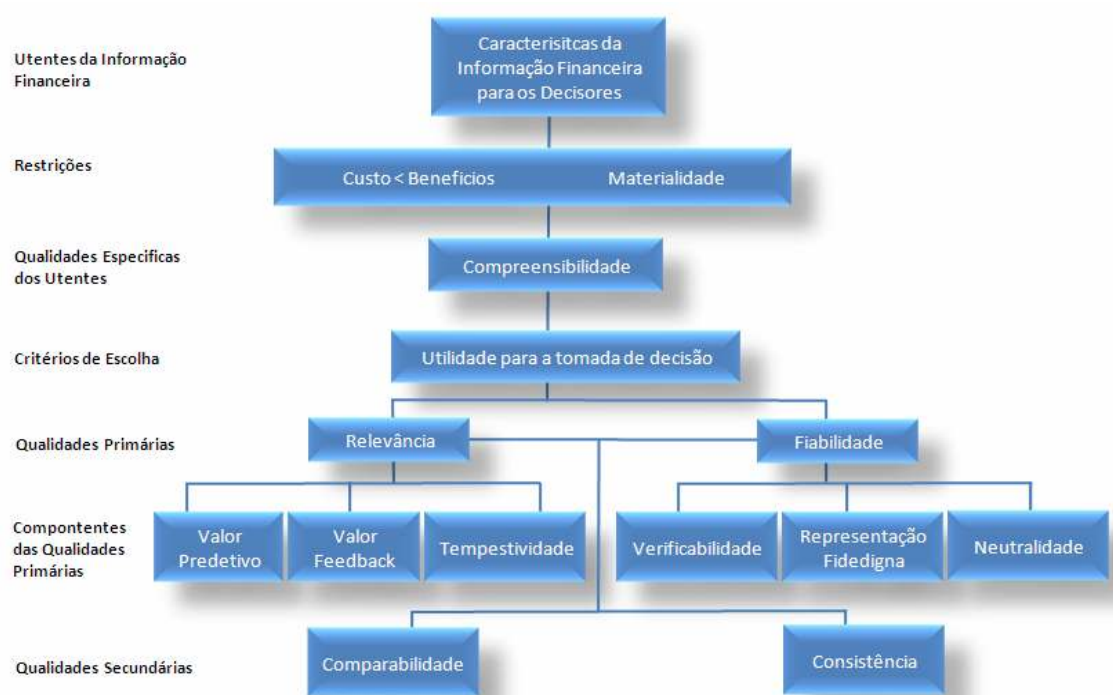 Utentes da Informação
Financeira
Caracterisitcas da
Informação Financeira
para os Decisores
Restrições
Custo < Beneficios
Materialidade
Qualidades Especificas
dos Utentes
Compreensibilidade
Critérios de Escolha
Utilidade para a tomada de decisão
Qualidades Primárias
Relevância
Fiabilidade
Compontentes
das Qualidades
Primárias
Valor
Predetivo
Valor
Feedback
Tempestividade
Verificabilidade
Representação
Fidedigna
Neutralidade
Qualidades Secundárias
Comparabilidade
Consistência